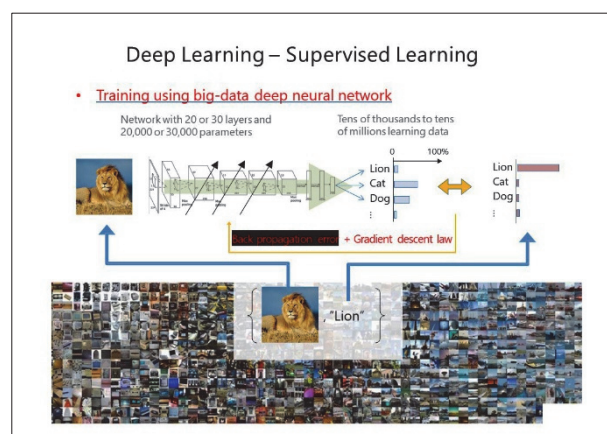 Deep Learning – Supervised Learning
• Training using big-data deep neural network
Network with 20 or 30 layers and
20,000 or 30,000 parameters
Tens of thousands to tens
of millions learning data
0 100%
Lion
Cat
Dog
⋮
Lion
Cat
Dog
⋮
Back propagation error + Gradient descent law
{ , "Lion" }